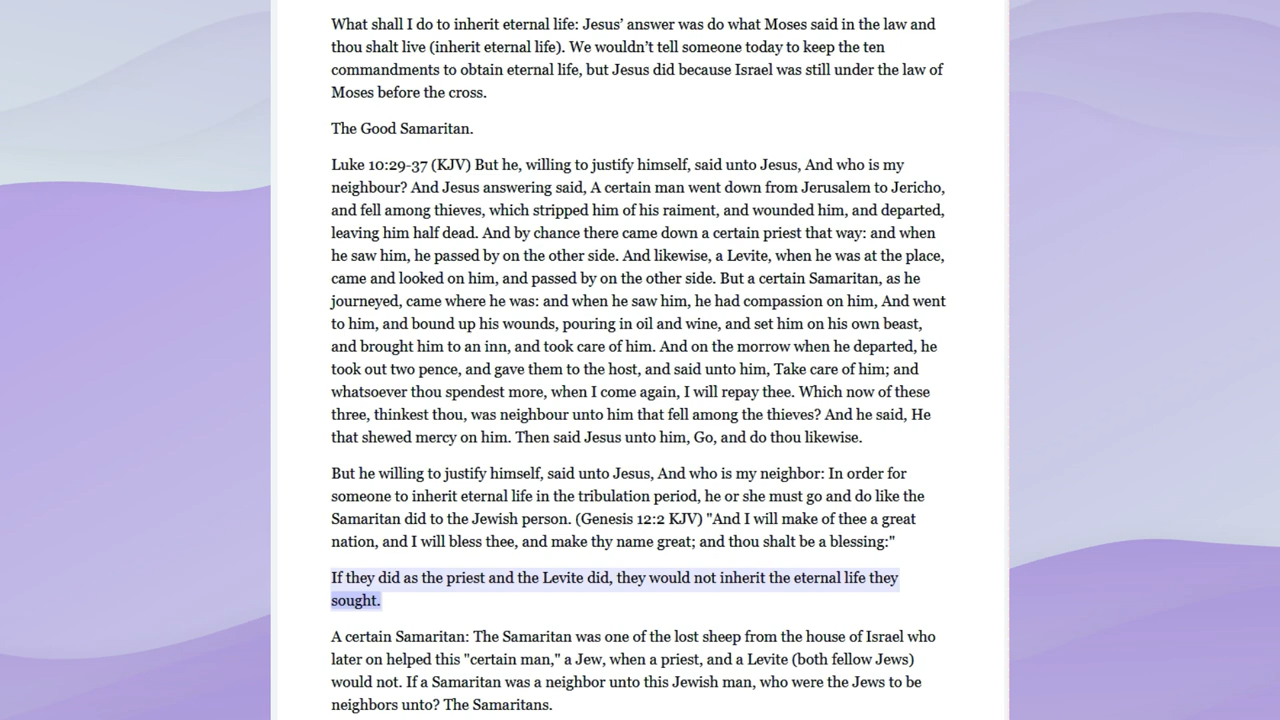 What shall I do to inherit eternal life: Jesus’ answer was do what Moses said in the law and
thou shalt live (inherit eternal life). We wouldn’t tell someone today to keep the ten
commandments to obtain eternal life, but Jesus did because Israel was still under the law of
Moses before the cross.
The Good Samaritan.
Luke 10:29-37 (KJV) But he, willing to justify himself, said unto Jesus, And who is my
neighbour? And Jesus answering said, A certain man went down from Jerusalem to Jericho,
and fell among thieves, which stripped him of his raiment, and wounded him, and departed,
leaving him half dead. And by chance there came down a certain priest that way: and when
he saw him, he passed by on the other side. And likewise, a Levite, when he was at the place,
came and looked on him, and passed by on the other side. But a certain Samaritan, as he
journeyed, came where he was: and when he saw him, he had compassion on him, And went
to him, and bound up his wounds, pouring in oil and wine, and set him on his own beast,
and brought him to an inn, and took care of him. And on the morrow when he departed, he
took out two pence, and gave them to the host, and said unto him, Take care of him; and
whatsoever thou spendest more, when I come again, I will repay thee. Which now of these
three, thinkest thou, was neighbour unto him that fell among the thieves? And he said, He
that shewed mercy on him. Then said Jesus unto him, Go, and do thou likewise.
But he willing to justify himself, said unto Jesus, And who is my neighbor: In order for
someone to inherit eternal life in the tribulation period, he or she must go and do like the
Samaritan did to the Jewish person. (Genesis 12:2 KJV) "And I will make of thee a great
nation, and I will bless thee, and make thy name great; and thou shalt be a blessing:"
If they did as the priest and the Levite did, they would not inherit the eternal life they
sought.
A certain Samaritan: The Samaritan was one of the lost sheep from the house of Israel who
later on helped this "certain man," a Jew, when a priest, and a Levite (both fellow Jews)
would not. If a Samaritan was a neighbor unto this Jewish man, who were the Jews to be
neighbors unto? The Samaritans.